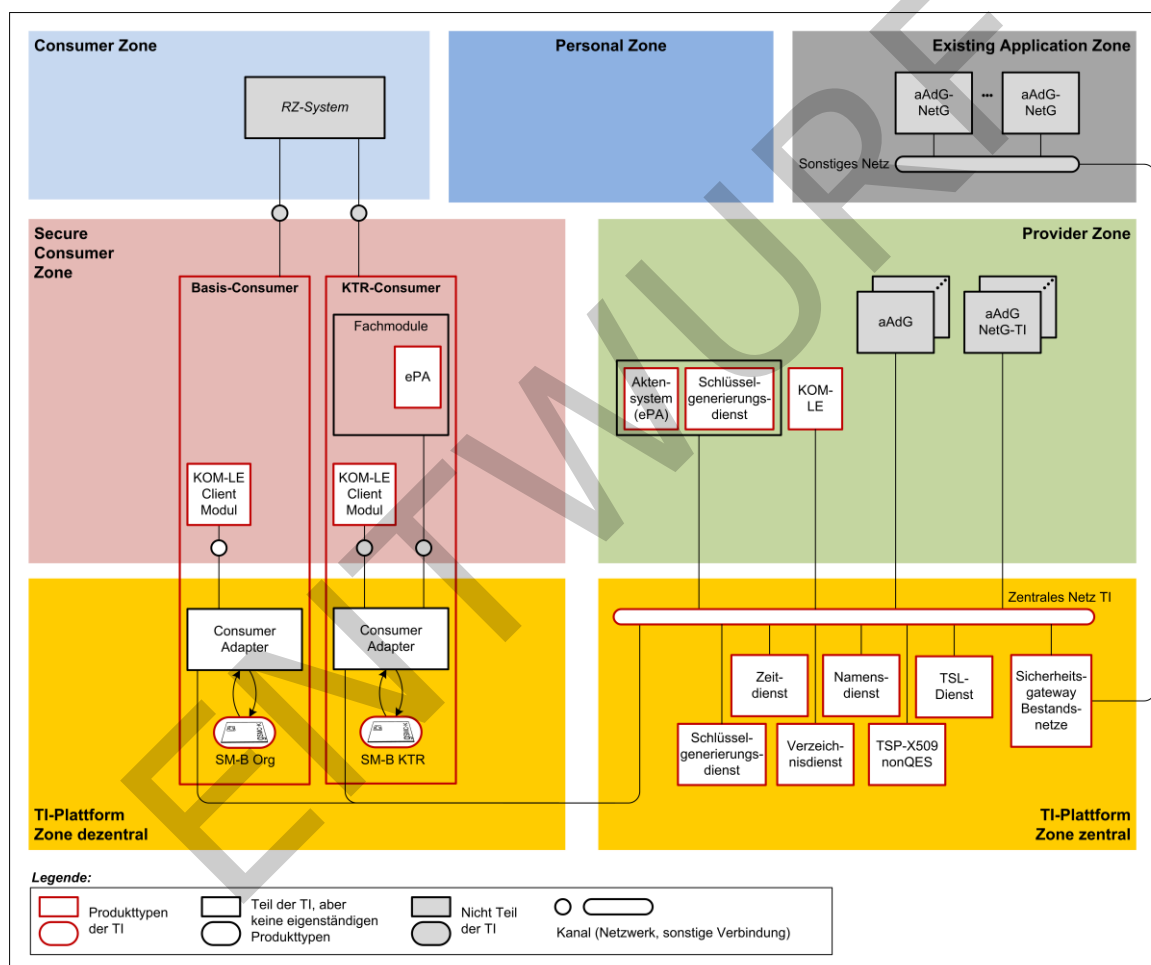 Consumer Zone
Personal Zone
Existing Application Zone
RZ-System
aAdG-
NetG
...
aAdG-
NetG
Sonstiges Netz
Secure
Consumer
Zone
Provider Zone
Basis-Consumer
KTR-Consumer
Fachmodule
ePA
aAdG
aAdG
NetG-TI
Akten-
system
(ePA)
Schlüssel-
generierungs-
dienst
KOM-
LE
KOM-LE
Client
Modul
KOM-LE
Client
Modul
Zentrales Netz TI
Consumer
Adapter
Consumer
Adapter
SM-B Org
SM-B KTR
Zeit-
dienst
Namens-
dienst
TSL-
Dienst
Sicherheits-
gateway
Bestands-
netze
Schlüssel-
generierungs-
dienst
Verzeich-
nisdienst
TSP-X509
nonQES
TI-Plattform
Zone dezentral
TI-Plattform
Zone zentral
ENTWURF
Legende:
Produkttypen
der TI
Teil der TI, aber
keine eigenständigen
Produkttypen
Nicht Teil
der TI
Kanal (Netzwerk, sonstige Verbindung)